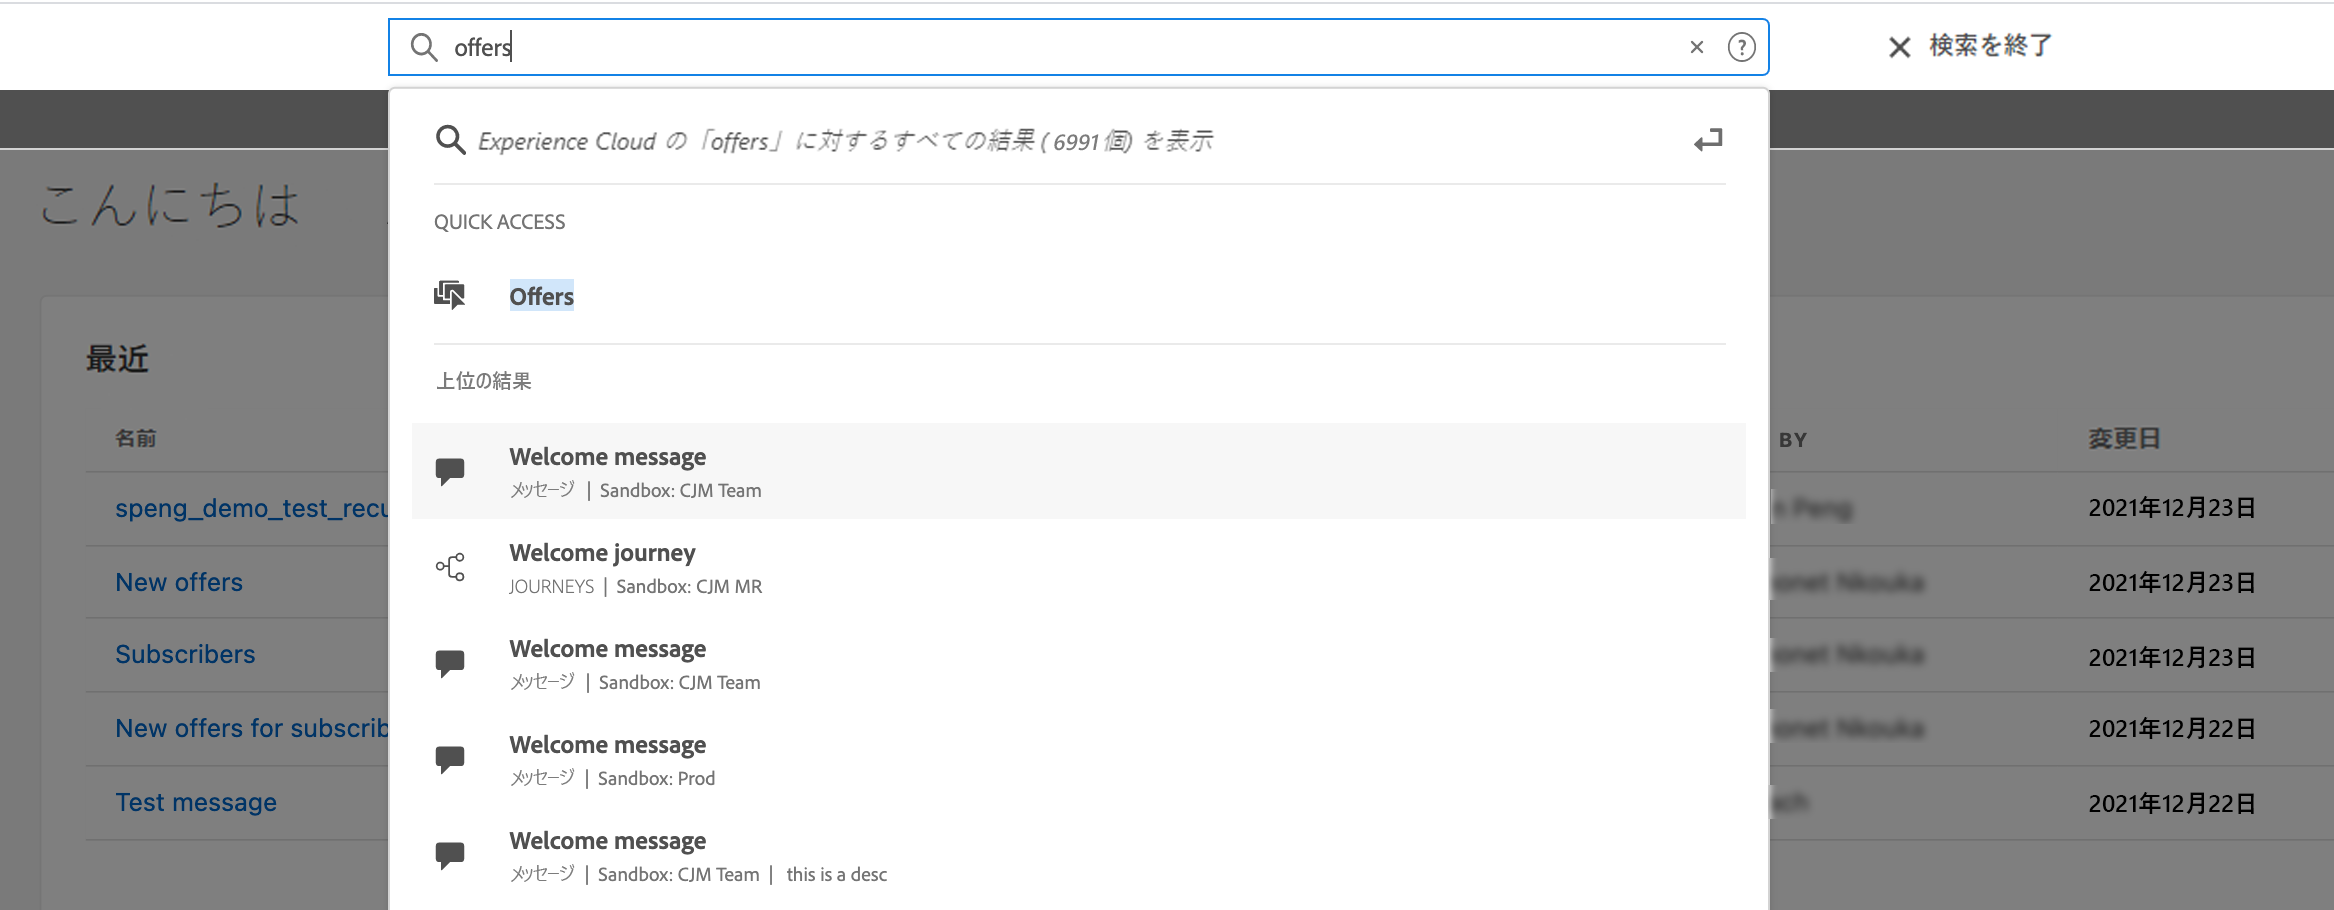 offers
検索を終了
Experience Cloud の「offers」に対するすべての結果 ( 6991個) を表示
こんにちは
QUICK ACCESS
Offers
上位の結果
最近
名前
BY
変更日
Welcome message
メッセージ | Sandbox: CJM Team
speng_demo_test_recu
2021年12月23日
Welcome journey
JOURNEYS | Sandbox: CJM MR
New offers
2021年12月23日
Welcome message
メッセージ | Sandbox: CJM Team
Subscribers
2021年12月23日
Welcome message
メッセージ | Sandbox: Prod
New offers for subscrib
2021年12月22日
Welcome message
メッセージ | Sandbox: CJM Team | this is a desc
Test message
2021年12月22日